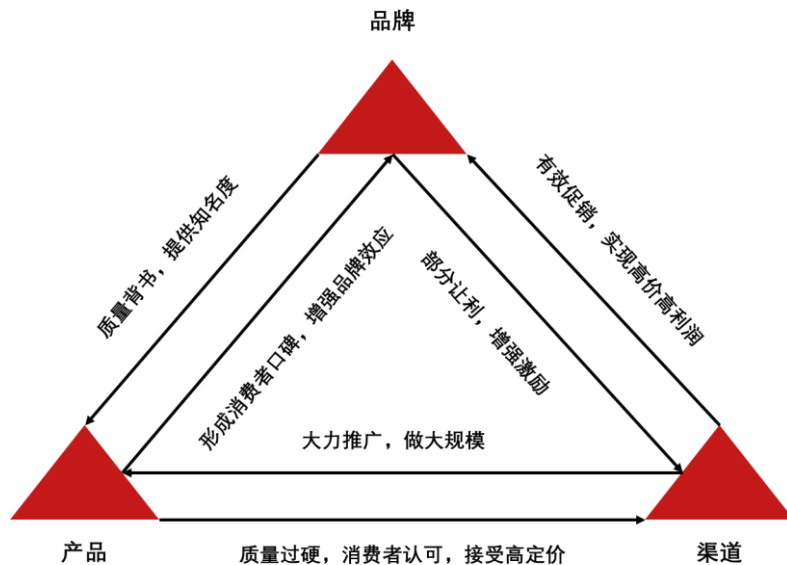 品牌
质量背书，提供知名度
形成消费者口碑，增强品牌效应
部分让利，增强激励
有效促销，实现高价高利润
大力推广，做大规模
产品
质量过硬，消费者认可，接受高定价
渠道